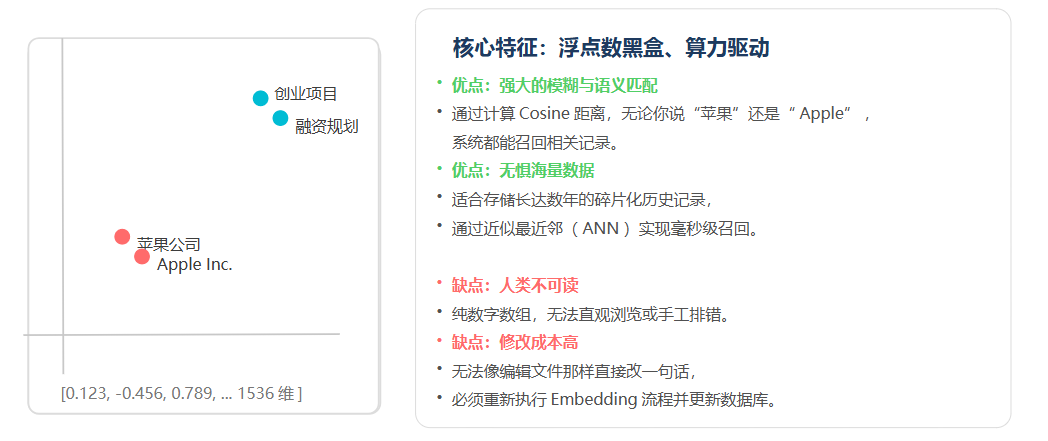 创业项目
融资规划
苹果公司
Apple Inc.
[0.123, -0.456, 0.789, ... 1536 维 ]
核心特征：浮点数黑盒、算力驱动
• 优点：强大的模糊与语义匹配
• 通过计算 Cosine 距离，无论你说“苹果”还是“ Apple” ，
系统都能召回相关记录。
• 优点：无惧海量数据
• 适合存储长达数年的碎片化历史记录，
• 通过近似最近邻（ ANN ）实现毫秒级召回。
• 缺点：人类不可读
• 纯数字数组，无法直观浏览或手工排错。
• 缺点：修改成本高
• 无法像编辑文件那样直接改一句话，
• 必须重新执行 Embedding 流程并更新数据库。